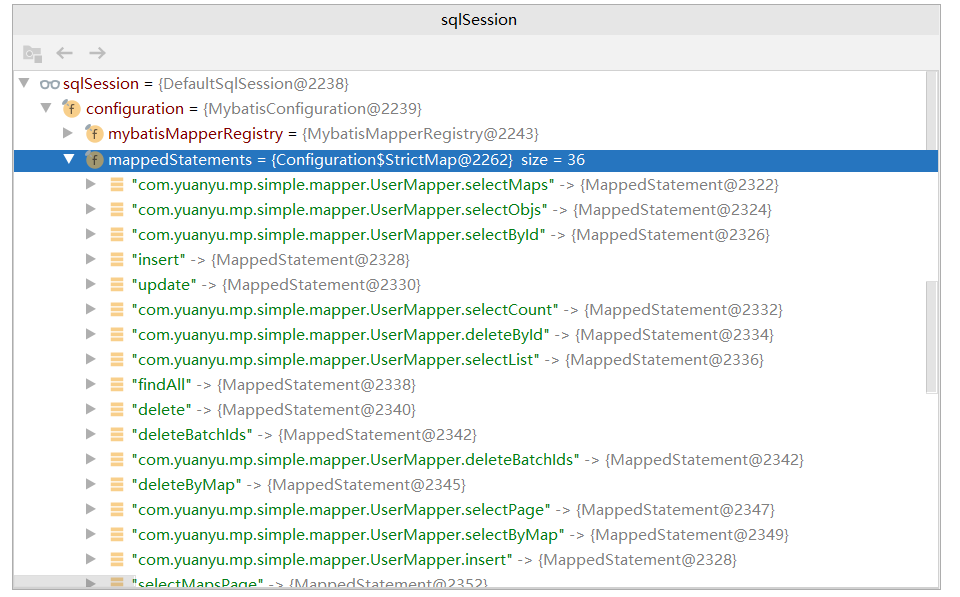 sqlSession
sqlSession = {DefaultSqlSession@2238}
configuration = {MybatisConfiguration@2239}
mybatisMapperRegistry = {MybatisMapperRegistry@2243}
mappedStatements = {Configuration$StrictMap@2262} size = 36
"com.yuanyu.mp.simple.mapper.UserMapper.selectMaps" -> {MappedStatement@2322}
"com.yuanyu.mp.simple.mapper.UserMapper.selectObjs" -> {MappedStatement@2324}
"com.yuanyu.mp.simple.mapper.UserMapper.selectById" -> {MappedStatement@2326}
"insert" -> {MappedStatement@2328}
"update" -> {MappedStatement@2330}
"com.yuanyu.mp.simple.mapper.UserMapper.selectCount" -> {MappedStatement@2332}
"com.yuanyu.mp.simple.mapper.UserMapper.deleteById" -> {MappedStatement@2334}
"com.yuanyu.mp.simple.mapper.UserMapper.selectList" -> {MappedStatement@2336}
"findAll" -> {MappedStatement@2338}
"delete" -> {MappedStatement@2340}
"deleteBatchIds" -> {MappedStatement@2342}
"com.yuanyu.mp.simple.mapper.UserMapper.deleteBatchIds" -> {MappedStatement@2342}
"deleteByMap" -> {MappedStatement@2345}
"com.yuanyu.mp.simple.mapper.UserMapper.selectPage" -> {MappedStatement@2347}
"com.yuanyu.mp.simple.mapper.UserMapper.selectByMap" -> {MappedStatement@2349}
"com.yuanyu.mp.simple.mapper.UserMapper.insert" -> {MappedStatement@2328}
"selectMapsPage" -> {MappedStatement@2352}